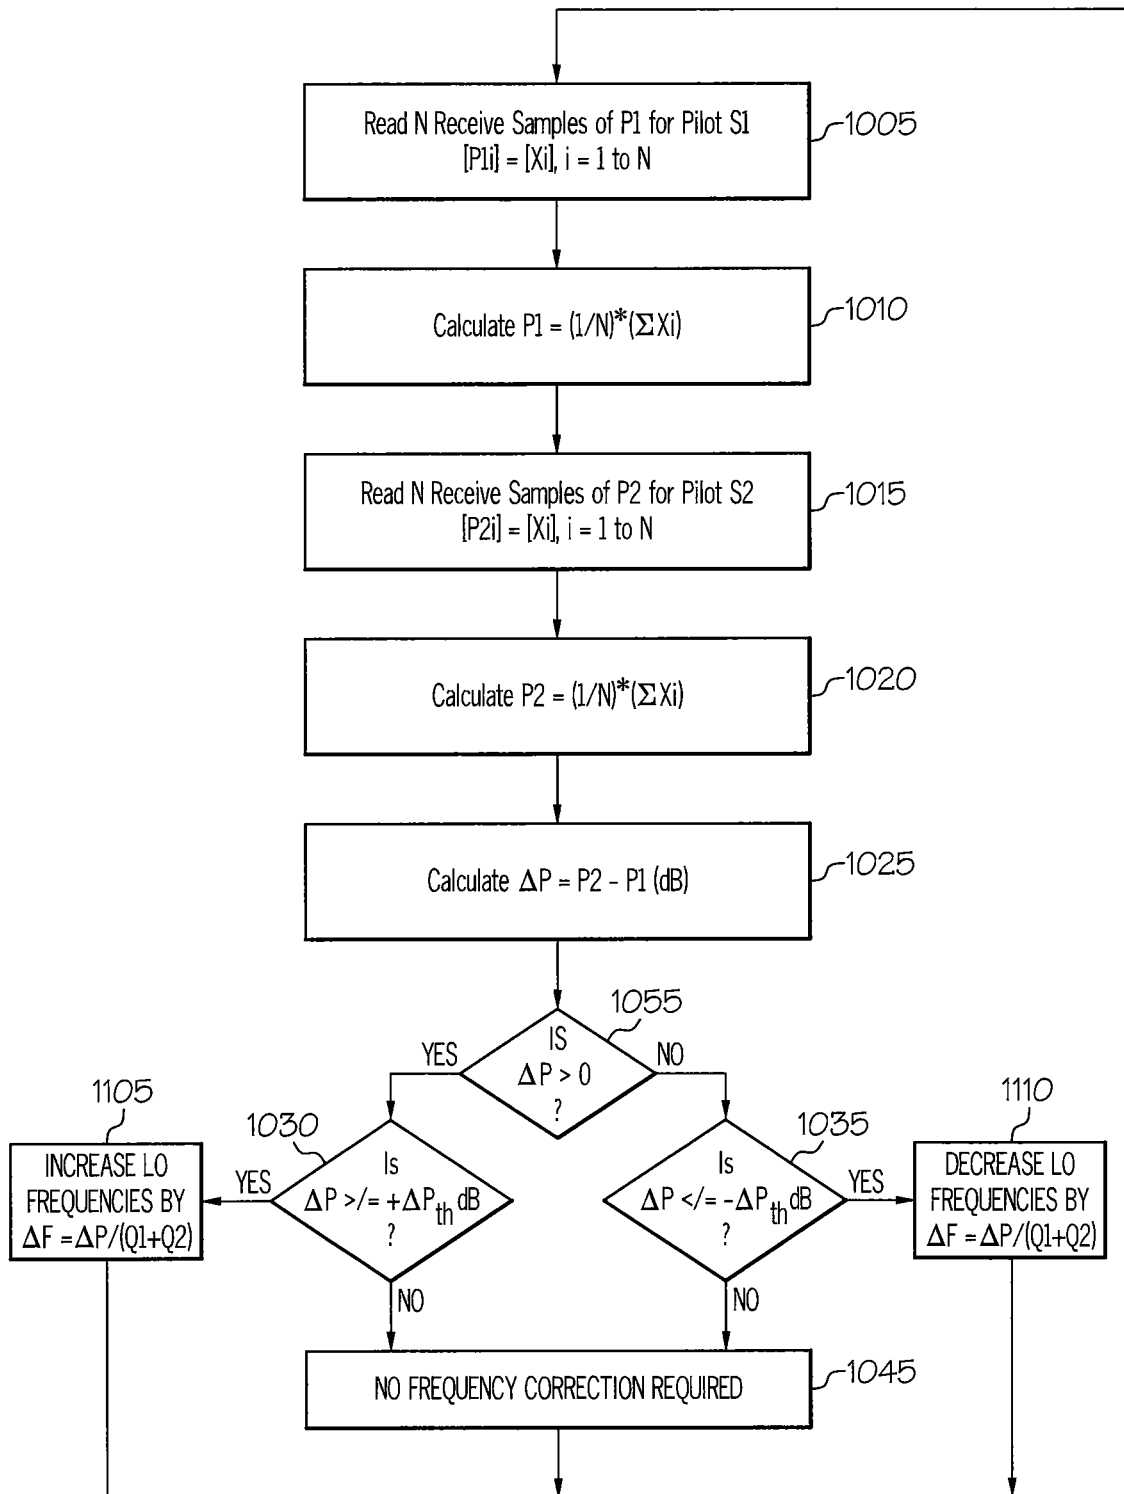 Read N Receive Samples of P1 for Pilot S1
[P1i] = [Xi], i = 1 to N
1005
Calculate P1 = (1/N)*(ΣXi)
1010
Read N Receive Samples of P2 for Pilot S2
[P2i] = [Xi], i = 1 to N
1015
Calculate P2 = (1/N)*(ΣXi)
1020
Calculate ΔP = P2 - P1 (dB)
1025
1055
IS
ΔP > 0
?
YES
NO
1105
INCREASE LO
FREQUENCIES BY
ΔF = ΔP/(Q1+Q2)
1030
Is
ΔP >/= +ΔPth dB
?
YES
NO
1035
Is
ΔP </= -ΔPth dB
?
YES
NO
1110
DECREASE LO
FREQUENCIES BY
ΔF = ΔP/(Q1+Q2)
NO FREQUENCY CORRECTION REQUIRED
1045